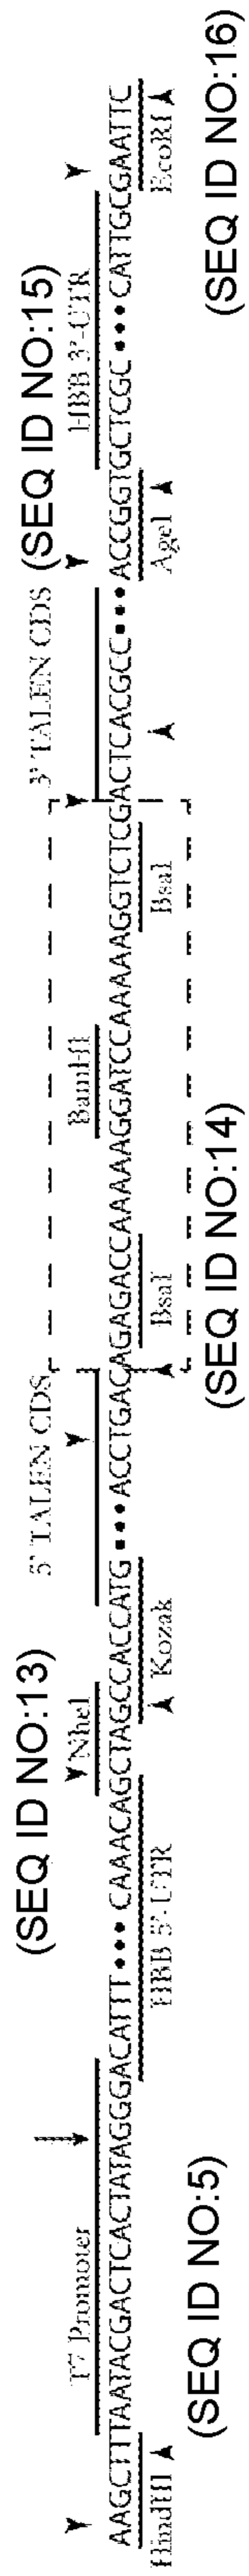 (SEQ ID NO:13) (SEQ ID NO:15)
T7 Promoter NheI 5' TALEN CDS BamHI 3' TALEN CDS HBB 3'-UTR
AAGCTTTAATACGACTCACTATAGGGACATTT ••• CAAACAGCTAGCCACCATG ••• ACCTGACAGAGACCAAAAAGGATCCAAAAAGGTCTCGACTCACGCC ••• ACCGGTGCTCGC ••• CATTGCGAATTC
HindIII HBB 5'-UTR Kozak BsaI BsaI AgeI EcoRI
(SEQ ID NO:5) (SEQ ID NO:14) (SEQ ID NO:16)